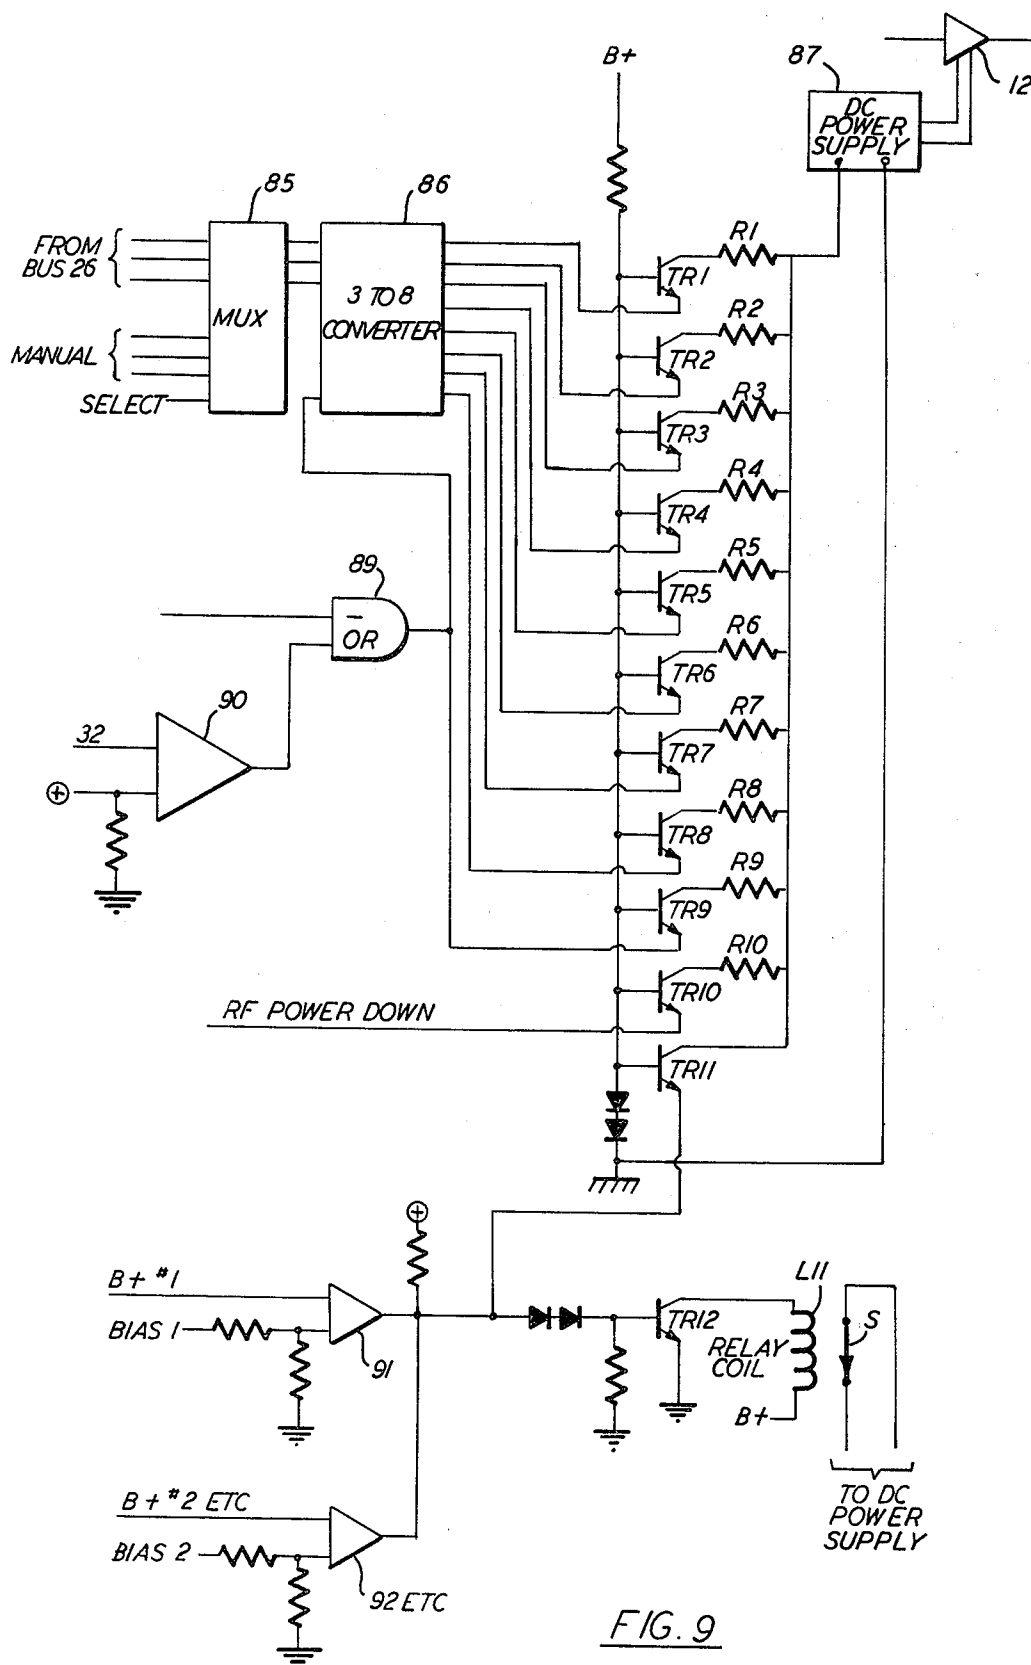 12
87
DC
POWER
SUPPLY
B+
85
86
FROM
BUS 26
MUX
3 TO 8
CONVERTER
MANUAL
SELECT
R1
TR1
R2
TR2
R3
TR3
R4
TR4
R5
TR5
R6
TR6
R7
TR7
R8
TR8
R9
TR9
R10
TR10
TR11
89
OR
90
32
+
RF POWER DOWN
+
B+ #1
BIAS 1
91
TR12
RELAY
COIL
L11
S
B+
TO DC
POWER
SUPPLY
B+ #2 ETC
BIAS 2
92 ETC
FIG. 9